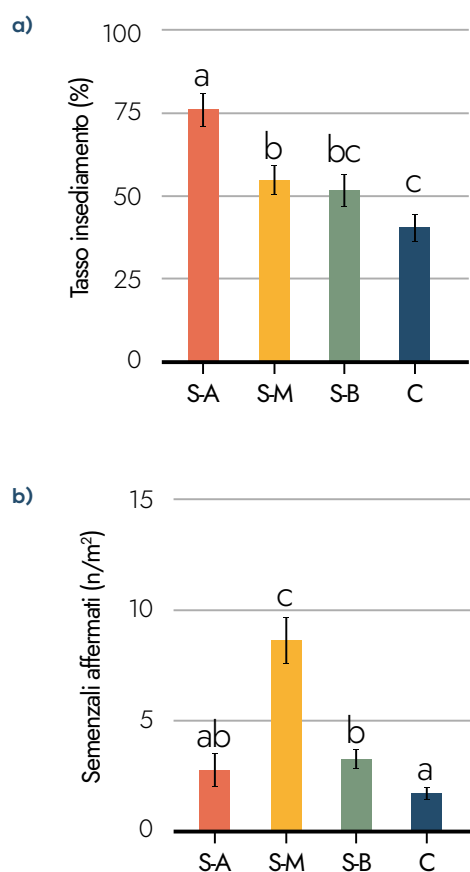 a)
Tasso insediamento (%)
100
75
50
25
0
a
b
bc
c
S-A
S-M
S-B
C
b)
Semenzali affermati (n/m²)
15
10
5
0
ab
c
b
a
S-A
S-M
S-B
C